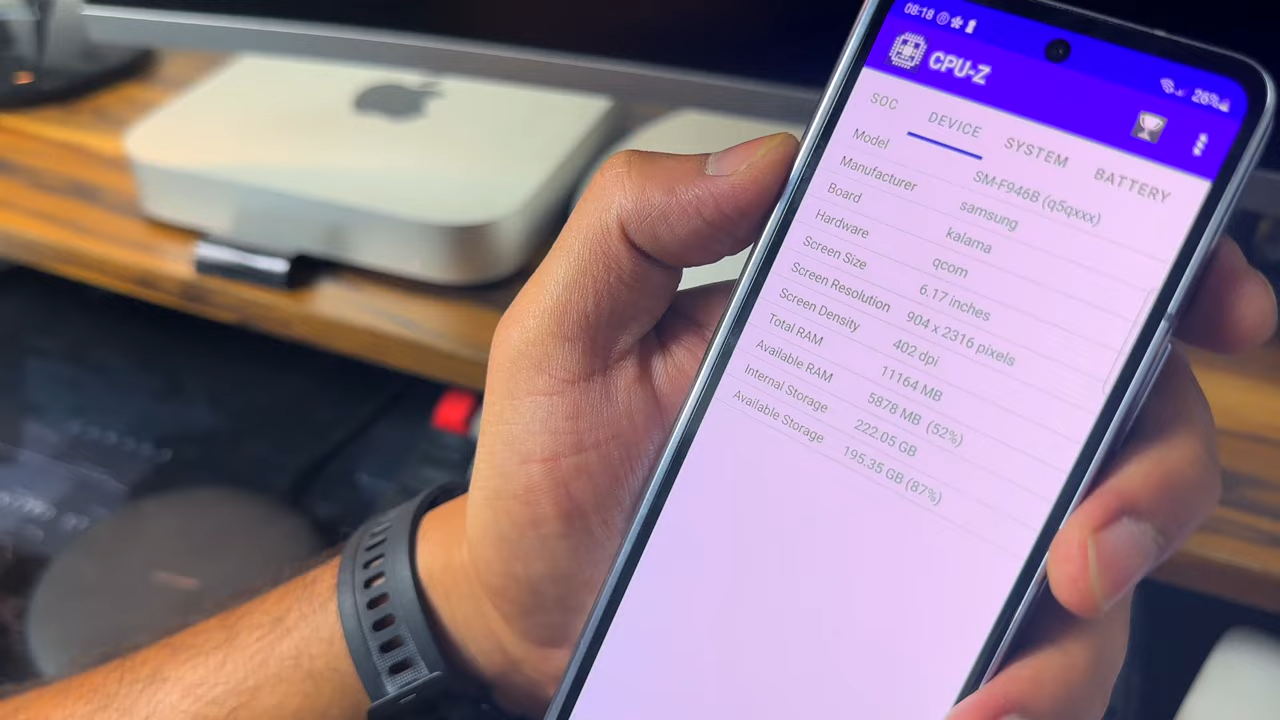 08:18
26%
CPU-Z
SOC DEVICE SYSTEM BATTERY
Model SM-F946B (q5qxxx)
Manufacturer samsung
Board kalama
Hardware qcom
Screen Size 6.17 inches
Screen Resolution 904 x 2316 pixels
Screen Density 402 dpi
Total RAM 11164 MB
Available RAM 5878 MB (52%)
Internal Storage 222.05 GB
Available Storage 195.35 GB (87%)